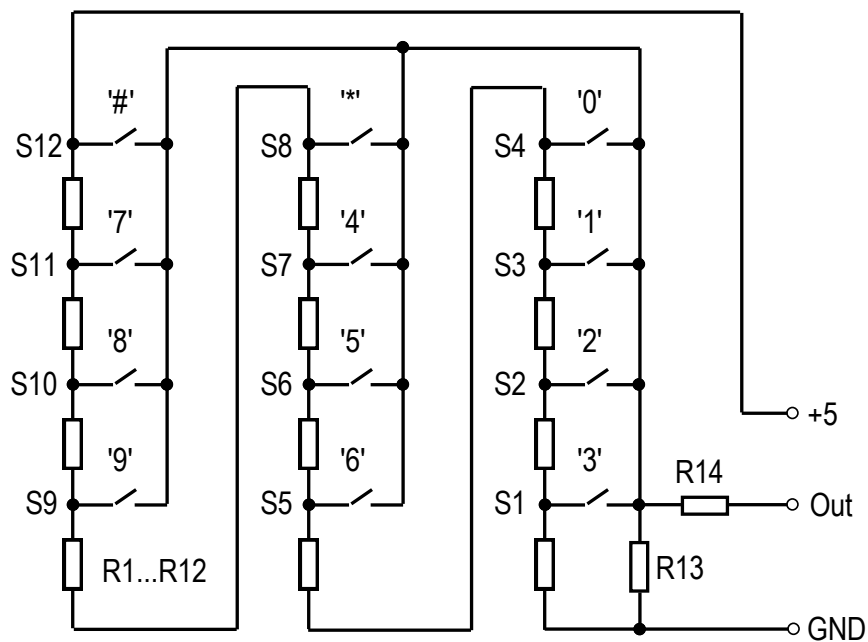 '#' '*' '0'
S12 S8 S4
'7' '4' '1'
S11 S7 S3
'8' '5' '2'
S10 S6 S2
+5
'9' '6' '3'
R14
S9 S5 S1 Out
R1...R12 R13
GND